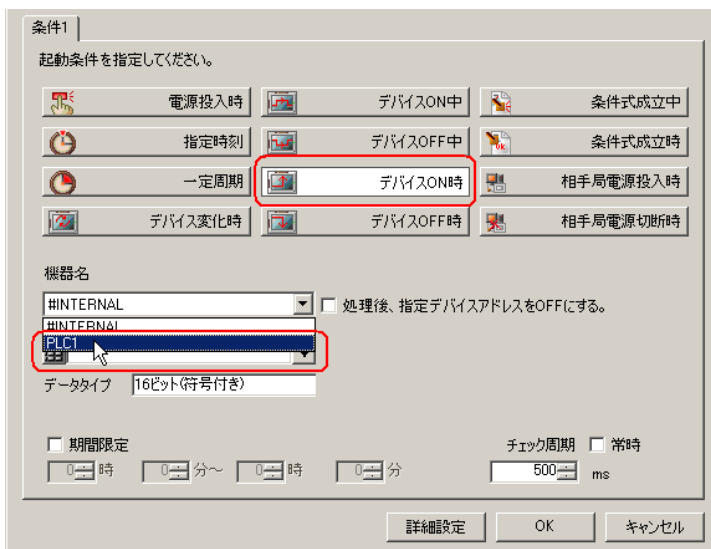 条件1
起動条件を指定してください。
電源投入時 デバイスON中 条件式成立中
指定時刻 デバイスOFF中 条件式成立時
一定周期 デバイスON時 相手局電源投入時
デバイス変化時 デバイスOFF時 相手局電源切断時
機器名
#INTERNAL 処理後、指定デバイスアドレスをOFFにする。
#INTERNAL
PLC1
データタイプ 16ビット(符号付き)
期間限定 チェック周期 常時
0 時 0 分～ 0 時 0 分 500 ms
詳細設定 OK キャンセル